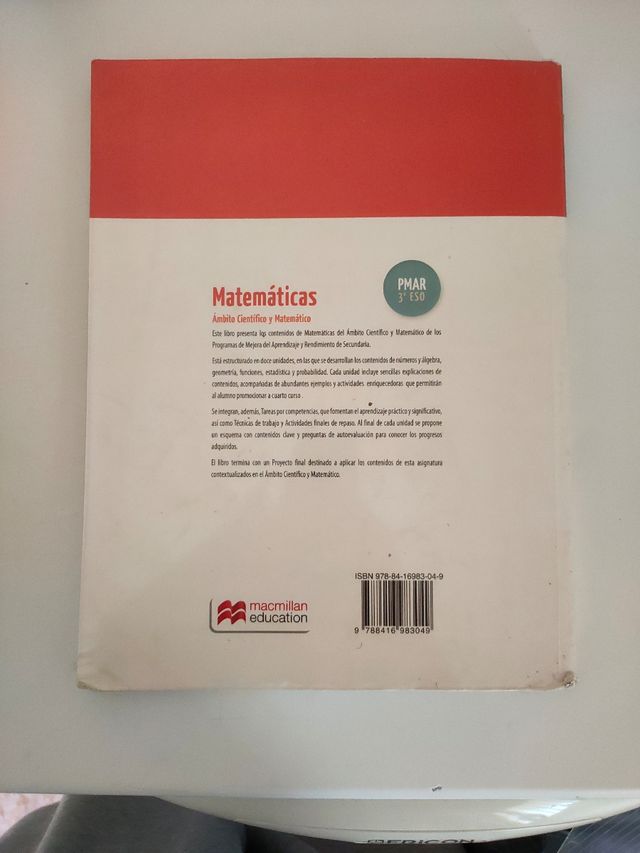 PMAR
3º ESO
Matemáticas
Ámbito Científico y Matemático
Este libro presenta los contenidos de Matemáticas del Ámbito Científico y Matemático de los
Programas de Mejora del Aprendizaje y Rendimiento de Secundaria.
Está estructurado en doce unidades, en las que se desarrollan los contenidos de números y álgebra,
geometría, funciones, estadística y probabilidad. Cada unidad incluye sencillas explicaciones de
contenidos, acompañadas de abundantes ejemplos y actividades enriquecedoras que permitirán
al alumno promocionar a cuarto curso .
Se integran, además, Tareas por competencias, que fomentan el aprendizaje práctico y significativo,
así como Técnicas de trabajo y Actividades finales de repaso. Al final de cada unidad se propone
un esquema con contenidos clave y preguntas de autoevaluación para conocer los progresos
adquiridos.
El libro termina con un Proyecto final destinado a aplicar los contenidos de esta asignatura
contextualizados en el Ámbito Científico y Matemático.
ISBN 978-84-16983-04-9
macmillan
education
9 788416 983049